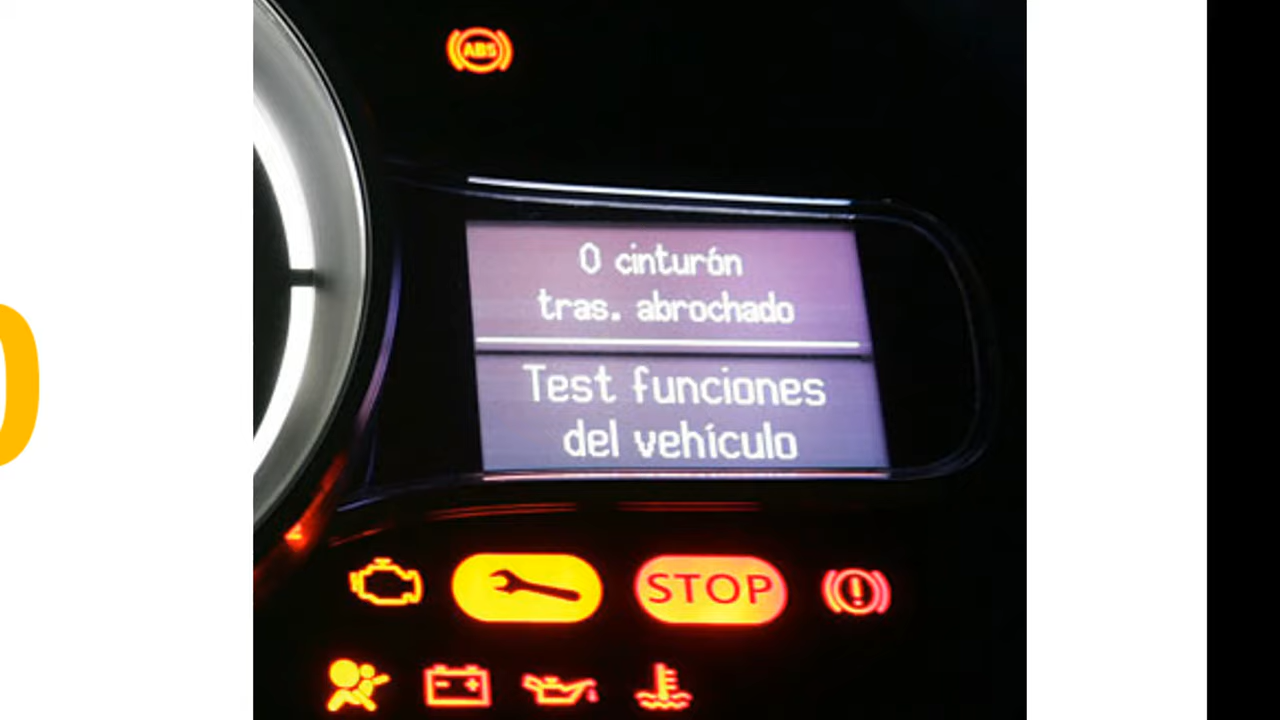 ABS
0 cinturón
tras. abrochado
Test funciones
del vehículo
STOP